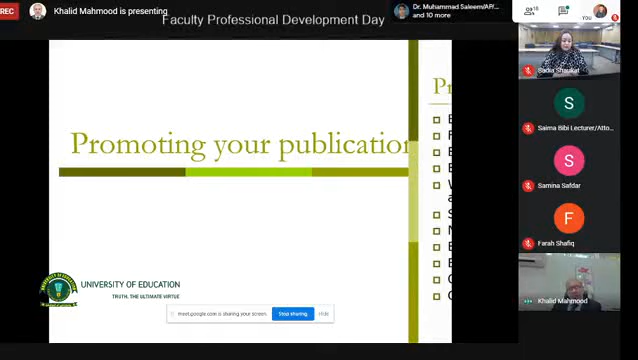 REC
Khalid Mahmood is presenting
Faculty Professional Development Day
Dr. Muhammad Saleem/AP/...
and 10 more
18
You
Promoting your publication
Sadia Shaukat
S
Saima Bibi Lecturer/Atto...
S
Samina Safdar
F
Farah Shafiq
Khalid Mahmood
UNIVERSITY OF EDUCATION
TRUTH, THE ULTIMATE VIRTUE
meet.google.com is sharing your screen.
Stop sharing
Hide